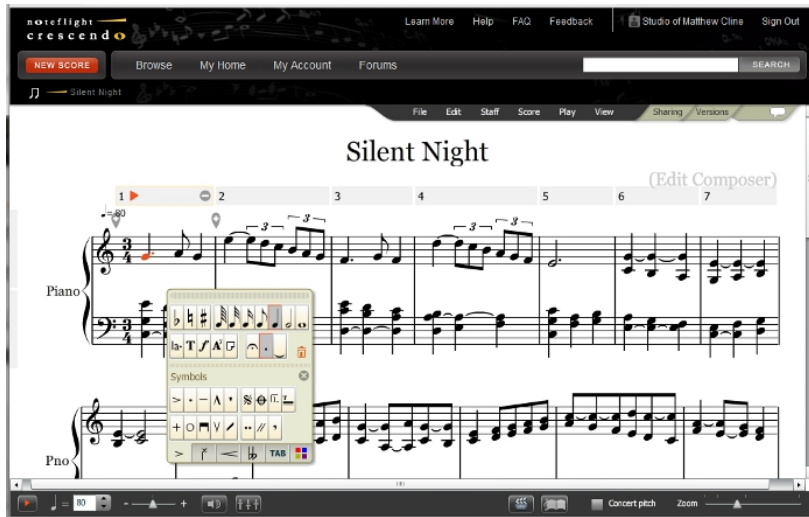 noteflight
crescendo
Learn More Help FAQ Feedback Studio of Matthew Cline Sign Out
NEW SCORE Browse My Home My Account Forums SEARCH
Silent Night
File Edit Staff Score Play View Sharing Versions
Silent Night
(Edit Composer)
1 2 3 4 5 6 7
♩= 80
3 3 3 3
Piano
la- T f A
Symbols
Pno
TAB
♩ = 80 - + Concert pitch Zoom